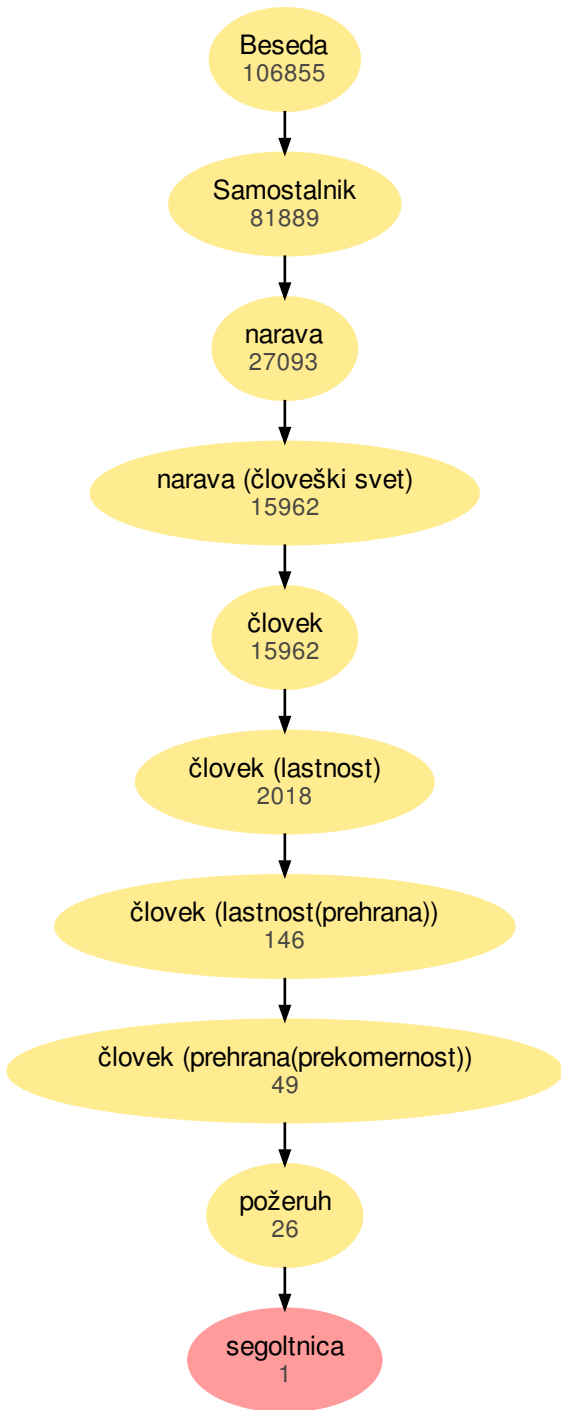 Beseda
106855
Samostalnik
81889
narava
27093
narava (človeški svet)
15962
človek
15962
človek (lastnost)
2018
človek (lastnost(prehrana))
146
človek (prehrana(prekomernost))
49
požeruh
26
segoltnica
1